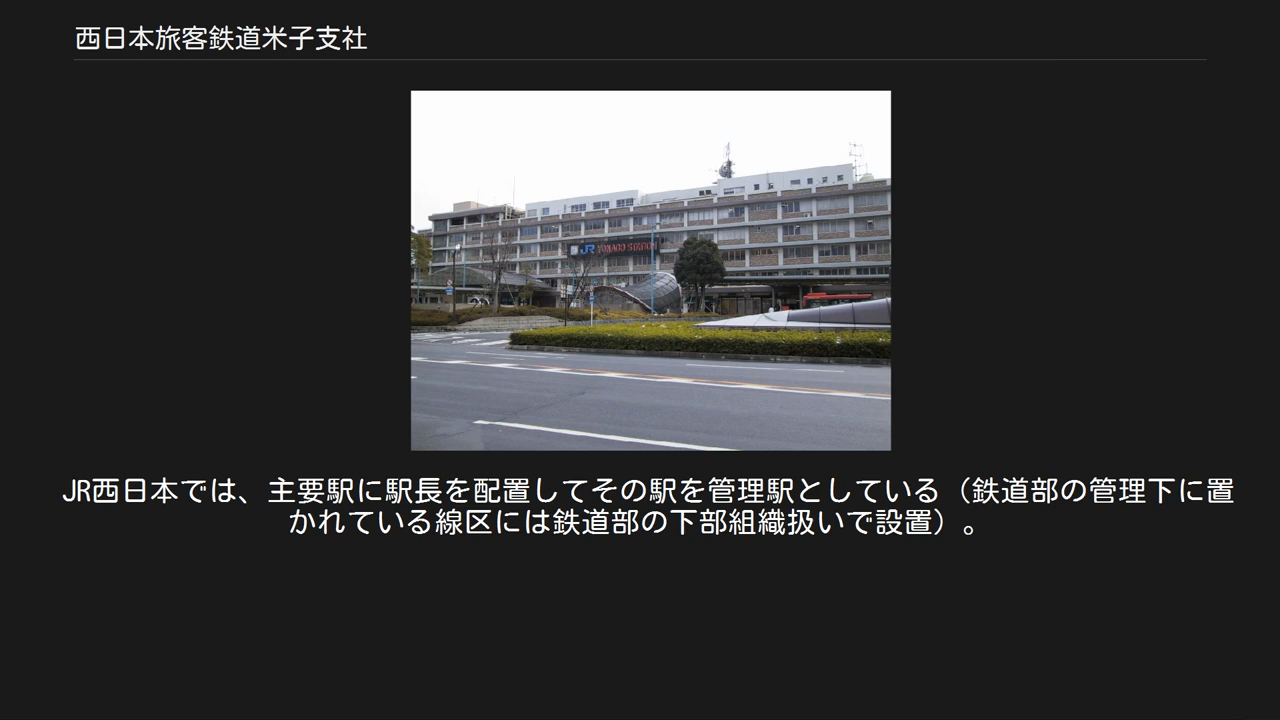 西日本旅客鉄道米子支社
JR YONAGO STATION
JR西日本では、主要駅に駅長を配置してその駅を管理駅としている（鉄道部の管理下に置
かれている線区には鉄道部の下部組織扱いで設置）。